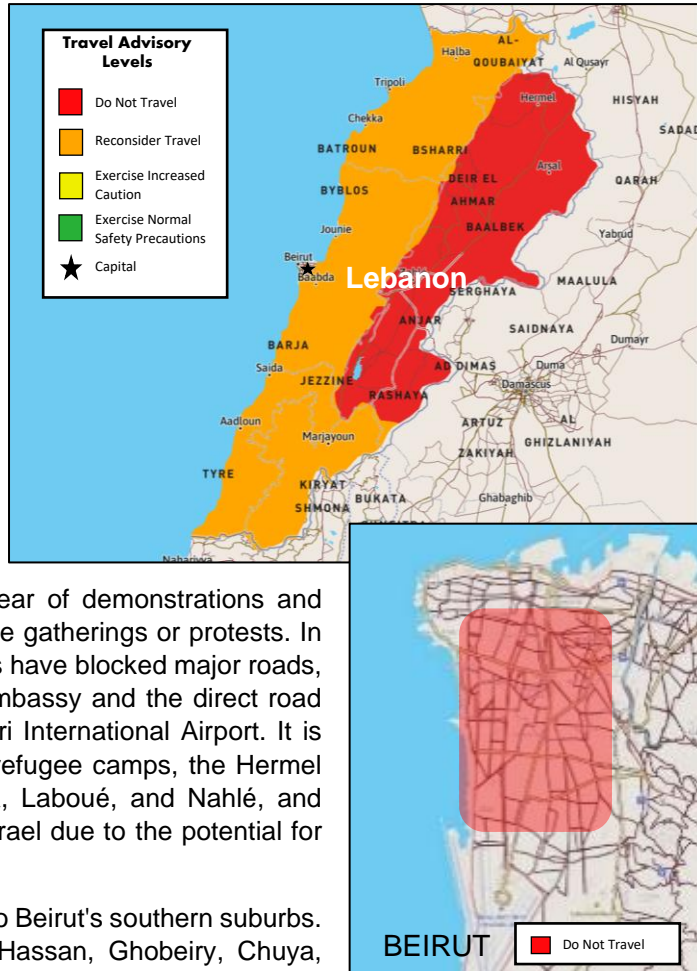 Travel Advisory
Levels
Do Not Travel
Reconsider Travel
Exercise Increased
Caution
Exercise Normal
Safety Precautions
Capital
AL-
QOUBAIYAT
Halba
Al Qusayr
Tripoli
Hermel
HISYAH
Chekka
SADAD
BATROUN
BSHARRI
Arsal
QARAH
BYBLOS
DEIR EL
AHMAR
Jounie
BAALBEK
Yabrud
Beirut
Baabda
Lebanon
SERGHAYA
MAALULA
ANJAR
SAIDNAYA
BARJA
Dumayr
Saida
JEZZINE
AD DIMAS
Duma
RASHAYA
Damascus
Aadloun
Marjayoun
ARTUZ
AL
GHIZLANIYAH
ZAKIYAH
TYRE
KIRYAT
SHMONA
BUKATA
Ghabaghib
Nahariyya
ear of demonstrations and
e gatherings or protests. In
s have blocked major roads,
mbassy and the direct road
ri International Airport. It is
refugee camps, the Hermel
, Laboué, and Nahlé, and
rael due to the potential for
o Beirut's southern suburbs.
Hassan, Ghobeiry, Chuya,
BEIRUT
Do Not Travel